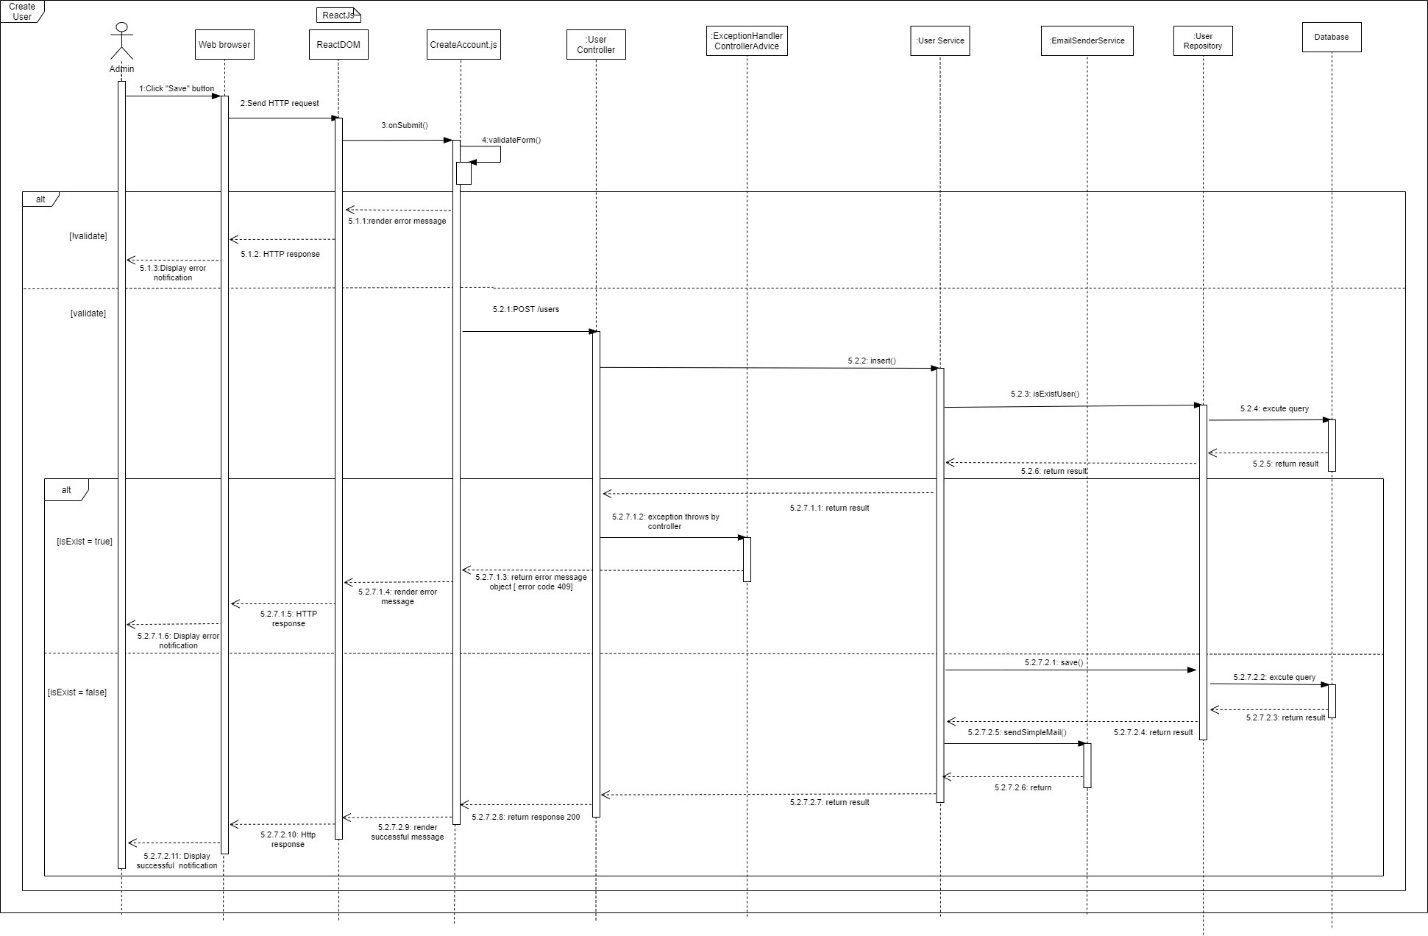 Create
User
ReactJs
Admin
Web browser
ReactDOM
CreateAccount.js
:User
Controller
:ExceptionHandler
ControllerAdvice
:User Service
:EmailSenderService
:User
Repository
Database
1:Click "Save" button
2:Send HTTP request
3:onSubmit()
4:validateForm()
alt
[!validate]
5.1.1:render error message
5.1.2: HTTP response
5.1.3:Display error
notification
[validate]
5.2.1:POST /users
5.2.2: insert()
5.2.3: isExistUser()
5.2.4: excute query
5.2.5: return result
5.2.6: return result
alt
[isExist = true]
5.2.7.1.1: return result
5.2.7.1.2: exception throws by
controller
5.2.7.1.3: return error message
object [ error code 409]
5.2.7.1.4: render error
message
5.2.7.1.5: HTTP
response
5.2.7.1.6: Display error
notification
[isExist = false]
5.2.7.2.1: save()
5.2.7.2.2: excute query
5.2.7.2.3: return result
5.2.7.2.4: return result
5.2.7.2.5: sendSimpleMail()
5.2.7.2 6: return
5.2.7.2.7: return result
5.2.7.2.8: return response 200
5.2.7.2.9: render
successful message
5.2.7.2.10: Http
response
5.2.7.2.11: Display
successful notification